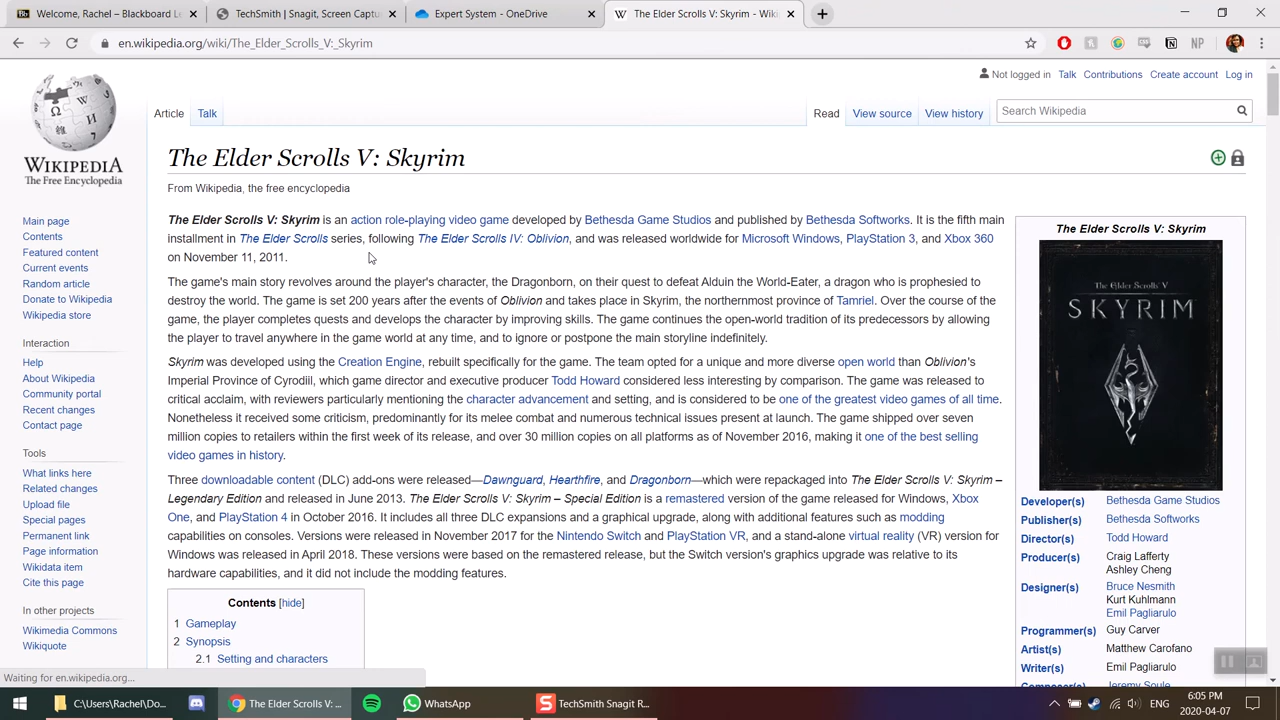 Welcome, Rachel – Blackboard Le
TechSmith | Snagit, Screen Captur
Expert System - OneDrive
The Elder Scrolls V: Skyrim - Wiki
en.wikipedia.org/wiki/The_Elder_Scrolls_V:_Skyrim
Not logged in Talk Contributions Create account Log in
Article Talk Read View source View history Search Wikipedia
WIKIPEDIA
The Free Encyclopedia
Main page
Contents
Featured content
Current events
Random article
Donate to Wikipedia
Wikipedia store
Interaction
Help
About Wikipedia
Community portal
Recent changes
Contact page
Tools
What links here
Related changes
Upload file
Special pages
Permanent link
Page information
Wikidata item
Cite this page
In other projects
Wikimedia Commons
Wikiquote
The Elder Scrolls V: Skyrim
From Wikipedia, the free encyclopedia
The Elder Scrolls V: Skyrim is an action role-playing video game developed by Bethesda Game Studios and published by Bethesda Softworks. It is the fifth main
installment in The Elder Scrolls series, following The Elder Scrolls IV: Oblivion, and was released worldwide for Microsoft Windows, PlayStation 3, and Xbox 360
on November 11, 2011.
The game's main story revolves around the player's character, the Dragonborn, on their quest to defeat Alduin the World-Eater, a dragon who is prophesied to
destroy the world. The game is set 200 years after the events of Oblivion and takes place in Skyrim, the northernmost province of Tamriel. Over the course of the
game, the player completes quests and develops the character by improving skills. The game continues the open-world tradition of its predecessors by allowing
the player to travel anywhere in the game world at any time, and to ignore or postpone the main storyline indefinitely.
Skyrim was developed using the Creation Engine, rebuilt specifically for the game. The team opted for a unique and more diverse open world than Oblivion's
Imperial Province of Cyrodiil, which game director and executive producer Todd Howard considered less interesting by comparison. The game was released to
critical acclaim, with reviewers particularly mentioning the character advancement and setting, and is considered to be one of the greatest video games of all time.
Nonetheless it received some criticism, predominantly for its melee combat and numerous technical issues present at launch. The game shipped over seven
million copies to retailers within the first week of its release, and over 30 million copies on all platforms as of November 2016, making it one of the best selling
video games in history.
Three downloadable content (DLC) add-ons were released—Dawnguard, Hearthfire, and Dragonborn—which were repackaged into The Elder Scrolls V: Skyrim –
Legendary Edition and released in June 2013. The Elder Scrolls V: Skyrim – Special Edition is a remastered version of the game released for Windows, Xbox
One, and PlayStation 4 in October 2016. It includes all three DLC expansions and a graphical upgrade, along with additional features such as modding
capabilities on consoles. Versions were released in November 2017 for the Nintendo Switch and PlayStation VR, and a stand-alone virtual reality (VR) version for
Windows was released in April 2018. These versions were based on the remastered release, but the Switch version's graphics upgrade was relative to its
hardware capabilities, and it did not include the modding features.
Contents [hide]
1 Gameplay
2 Synopsis
2.1 Setting and characters
The Elder Scrolls V: Skyrim
The Elder Scrolls V
SKYRIM
Developer(s) Bethesda Game Studios
Publisher(s) Bethesda Softworks
Director(s) Todd Howard
Producer(s) Craig Lafferty
Ashley Cheng
Designer(s) Bruce Nesmith
Kurt Kuhlmann
Emil Pagliarulo
Programmer(s) Guy Carver
Artist(s) Matthew Carofano
Writer(s) Emil Pagliarulo
Composer(s) Jeremy Soule
Waiting for en.wikipedia.org...
C:\Users\Rachel\Do...
The Elder Scrolls V: ...
WhatsApp
TechSmith Snagit R...
ENG
6:05 PM
2020-04-07